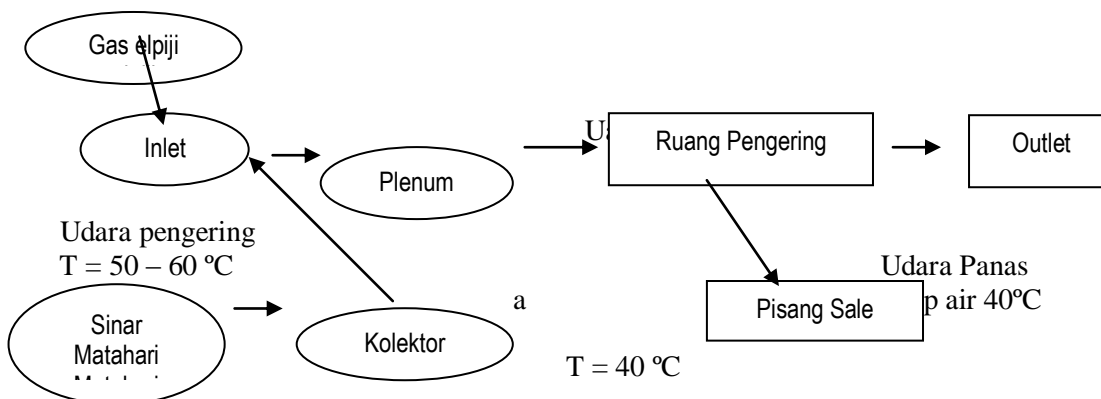 Gas elpiji
Inlet
Plenum
Ruang Pengering
Outlet
Udara pengering
T = 50 – 60 ºC
Udara Panas
air 40ºC
Sinar
Matahari
Kolektor
a
Pisang Sale
T = 40 ºC